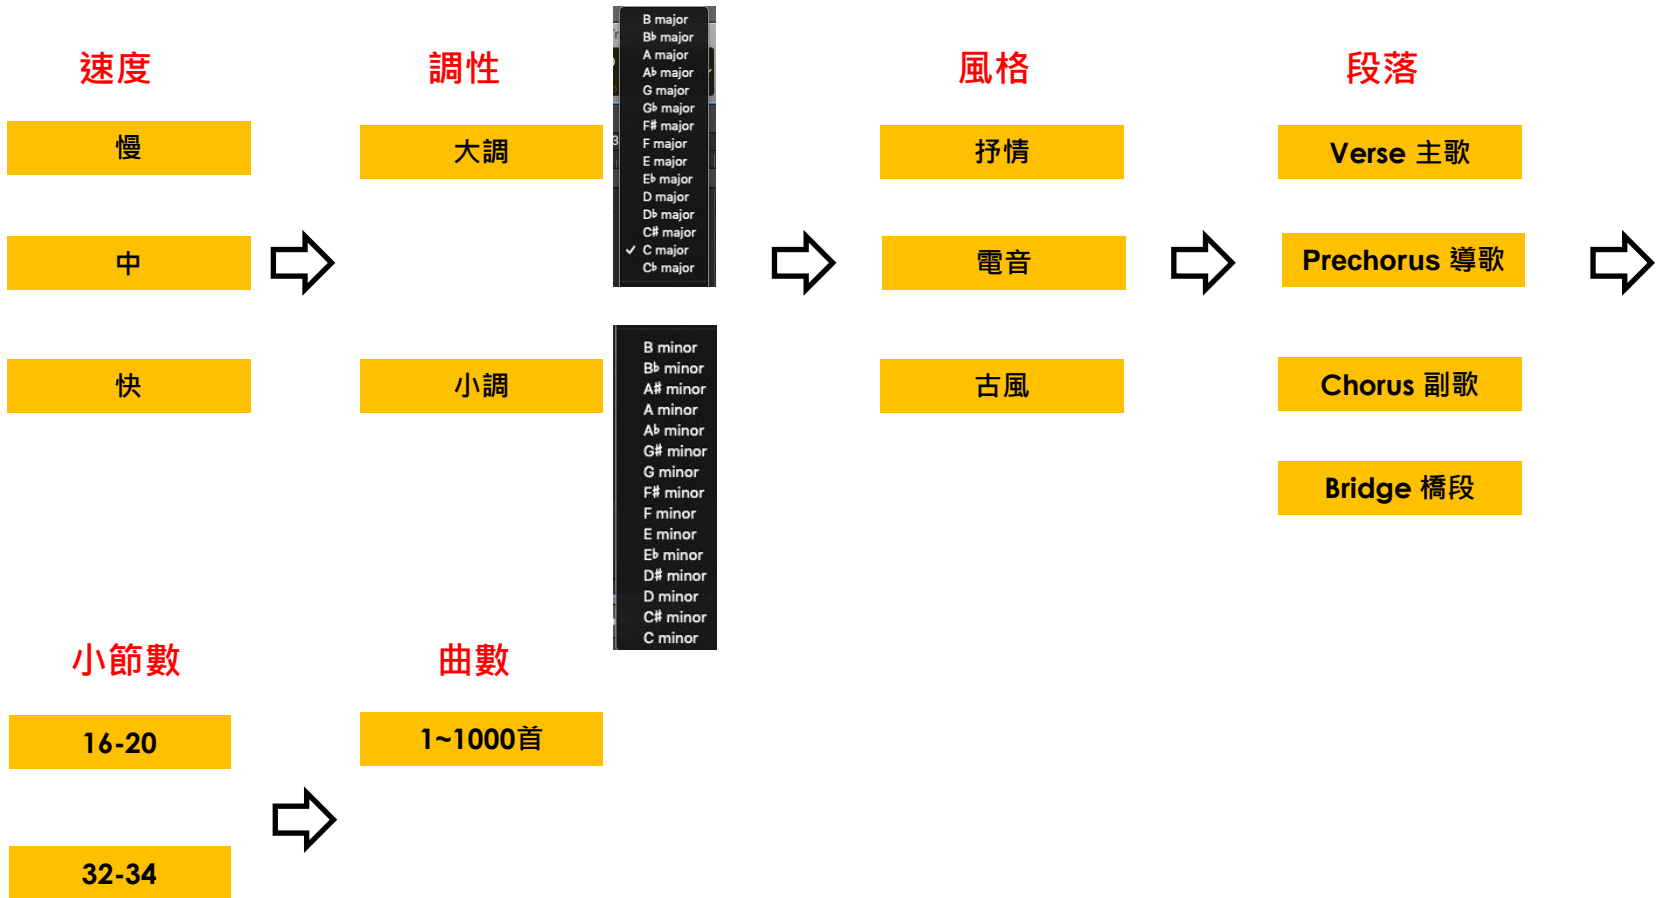 速度
慢
中
快
調性
大調
B major
B♭ major
A major
A♭ major
G major
G♭ major
F# major
F major
E major
E♭ major
D major
D♭ major
C# major
✓ C major
C♭ major
小調
B minor
B♭ minor
A# minor
A minor
A♭ minor
G# minor
G minor
F# minor
F minor
E minor
E♭ minor
D# minor
D minor
C# minor
C minor
風格
抒情
電音
古風
段落
Verse 主歌
Prechorus 導歌
Chorus 副歌
Bridge 橋段
小節數
16-20
32-34
曲數
1~1000首